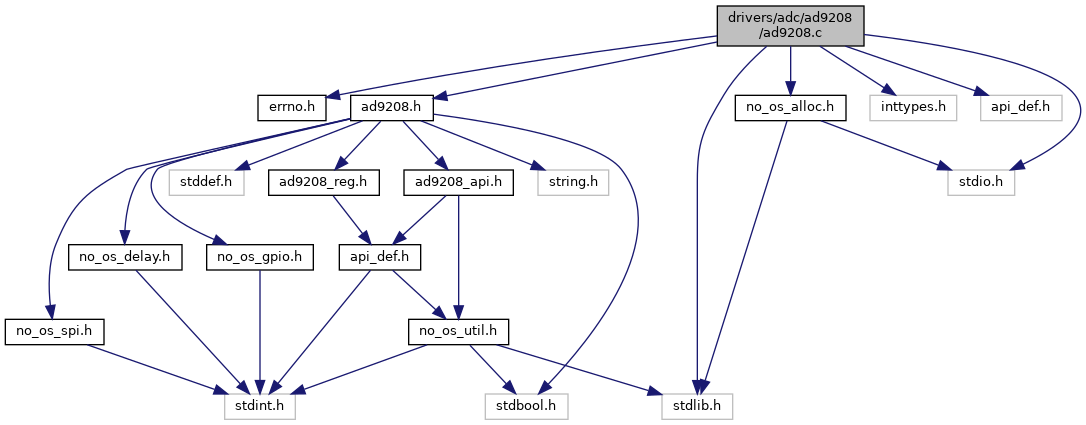 drivers/adc/ad9208
/ad9208.c
errno.h
ad9208.h
no_os_alloc.h
inttypes.h
api_def.h
stddef.h
ad9208_reg.h
ad9208_api.h
string.h
stdio.h
no_os_delay.h
no_os_gpio.h
api_def.h
no_os_spi.h
no_os_util.h
stdint.h
stdbool.h
stdlib.h